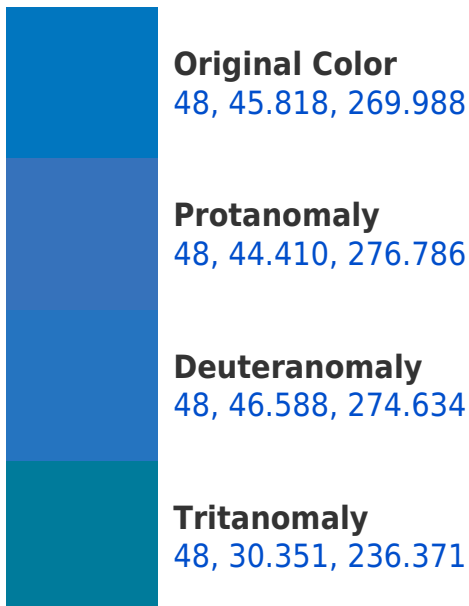 Original Color
48, 45.818, 269.988
Protanomaly
48, 44.410, 276.786
Deuteranomaly
48, 46.588, 274.634
Tritanomaly
48, 30.351, 236.371